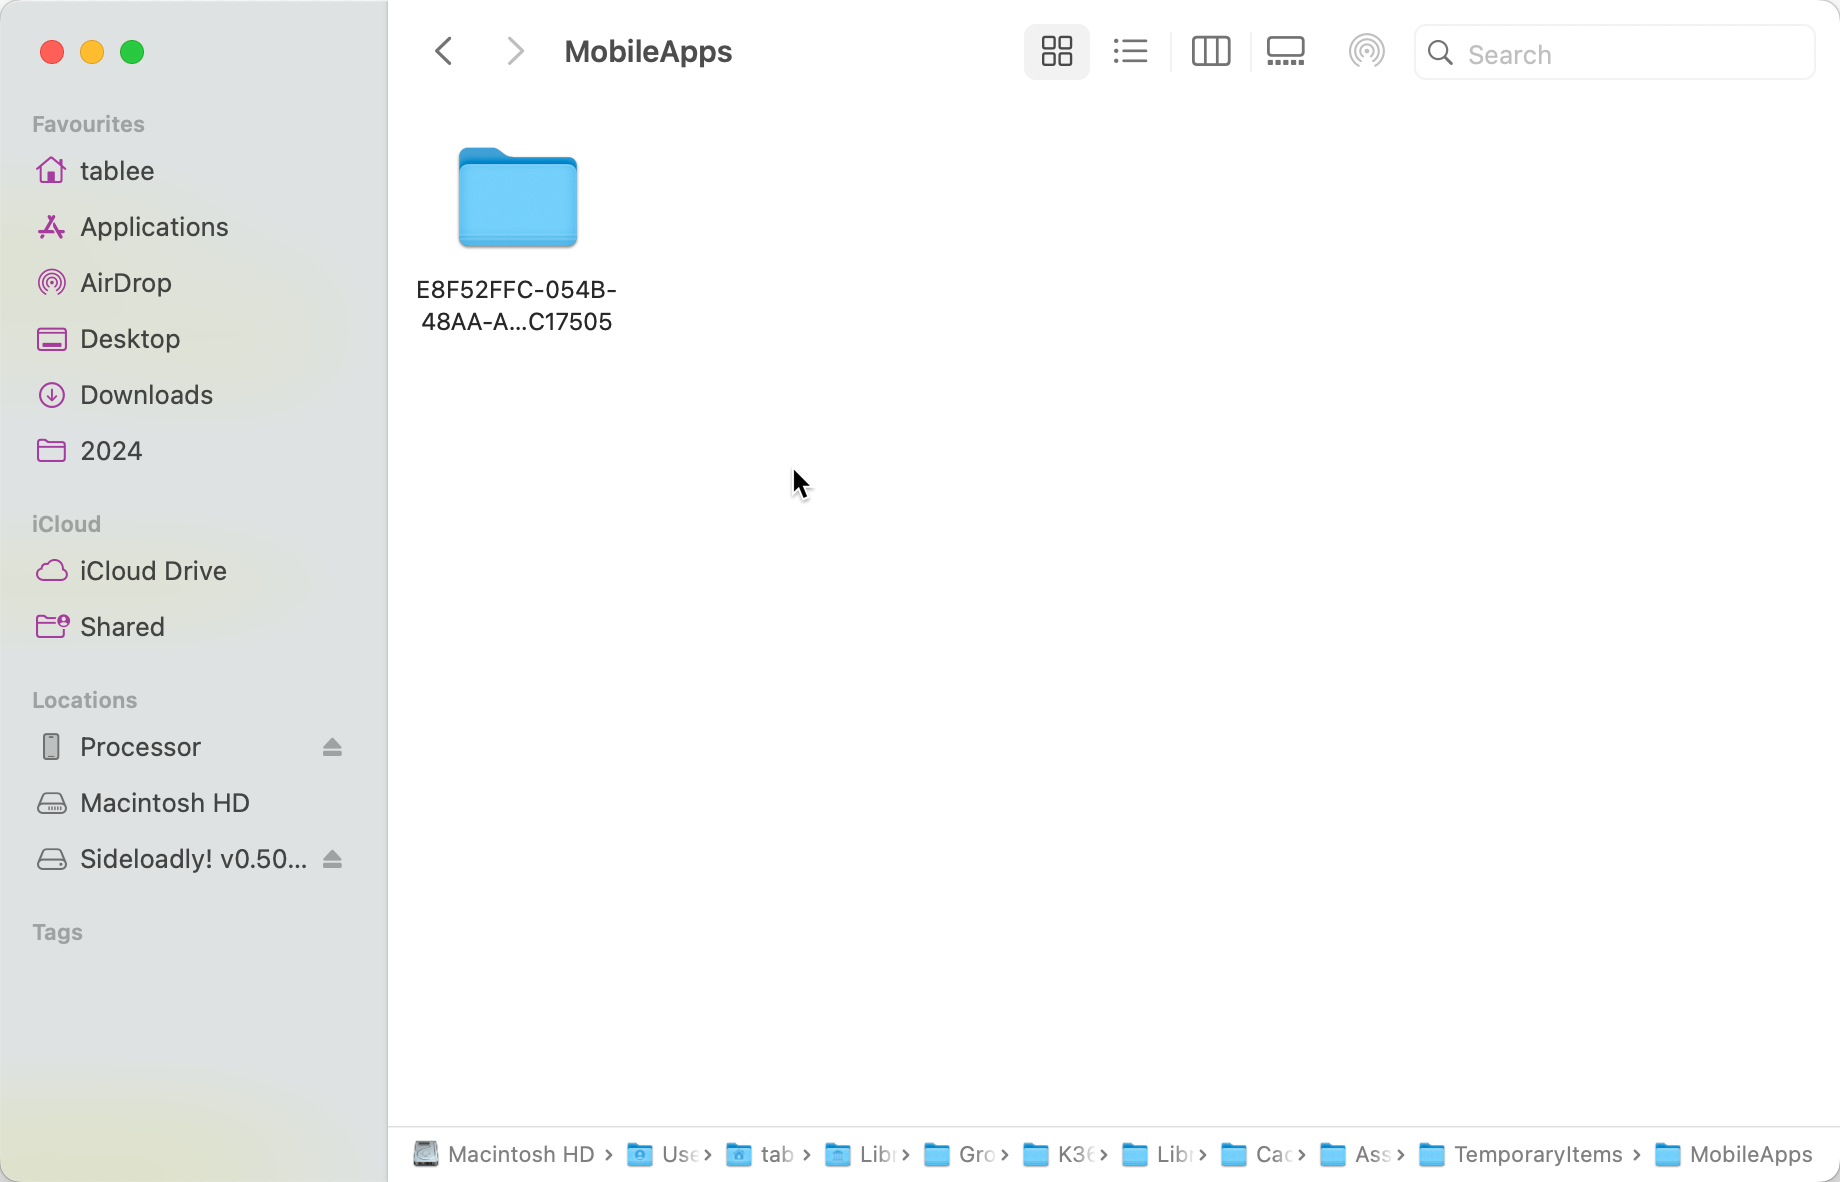 MobileApps
Search
Favourites
tablee
Applications
AirDrop
Desktop
Downloads
2024
iCloud
iCloud Drive
Shared
Locations
Processor
Macintosh HD
Sideloadly! v0.50...
Tags
E8F52FFC-054B-
48AA-A...C17505
Macintosh HD › Use › tab › Libr › Gro › K36 › Libr › Cac › Ass › TemporaryItems › MobileApps